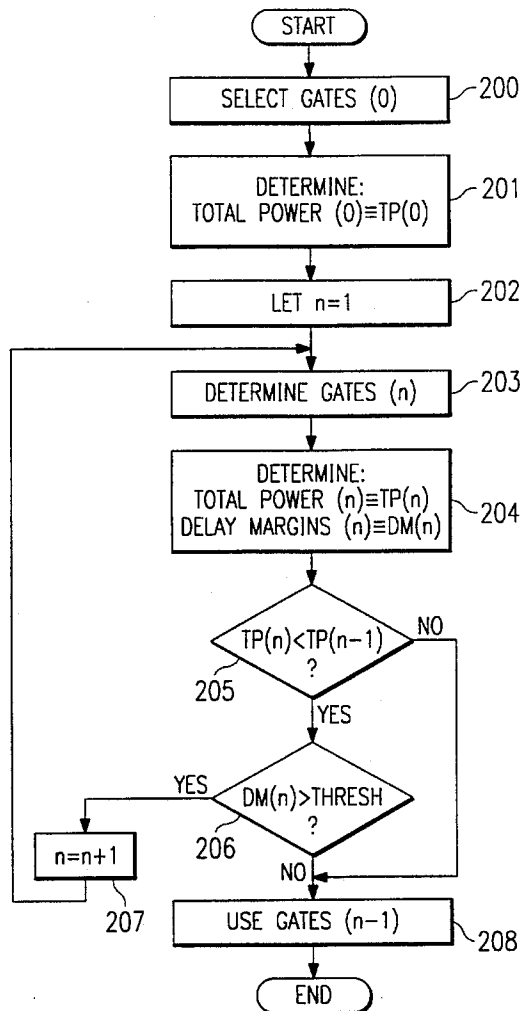 START
SELECT GATES (0)
200
DETERMINE:
TOTAL POWER (0)≡TP(0)
201
LET n=1
202
DETERMINE GATES (n)
203
DETERMINE:
TOTAL POWER (n)≡TP(n)
DELAY MARGINS (n)≡DM(n)
204
TP(n)<TP(n-1)
?
205
NO
YES
DM(n)>THRESH
?
206
YES
NO
n=n+1
207
USE GATES (n-1)
208
END